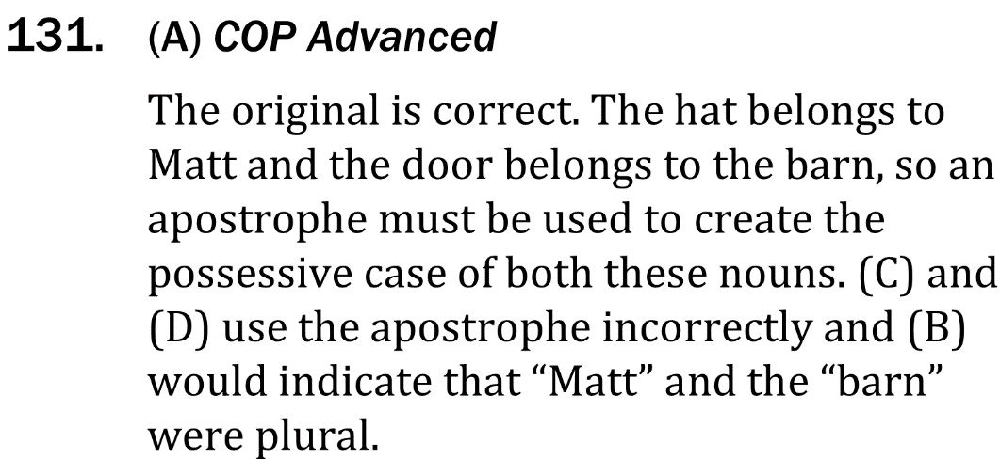 131. (A) COP Advanced
The original is correct. The hat belongs to
Matt and the door belongs to the barn, so an
apostrophe must be used to create the
possessive case of both these nouns. (C) and
(D) use the apostrophe incorrectly and (B)
would indicate that “Matt” and the “barn”
were plural.